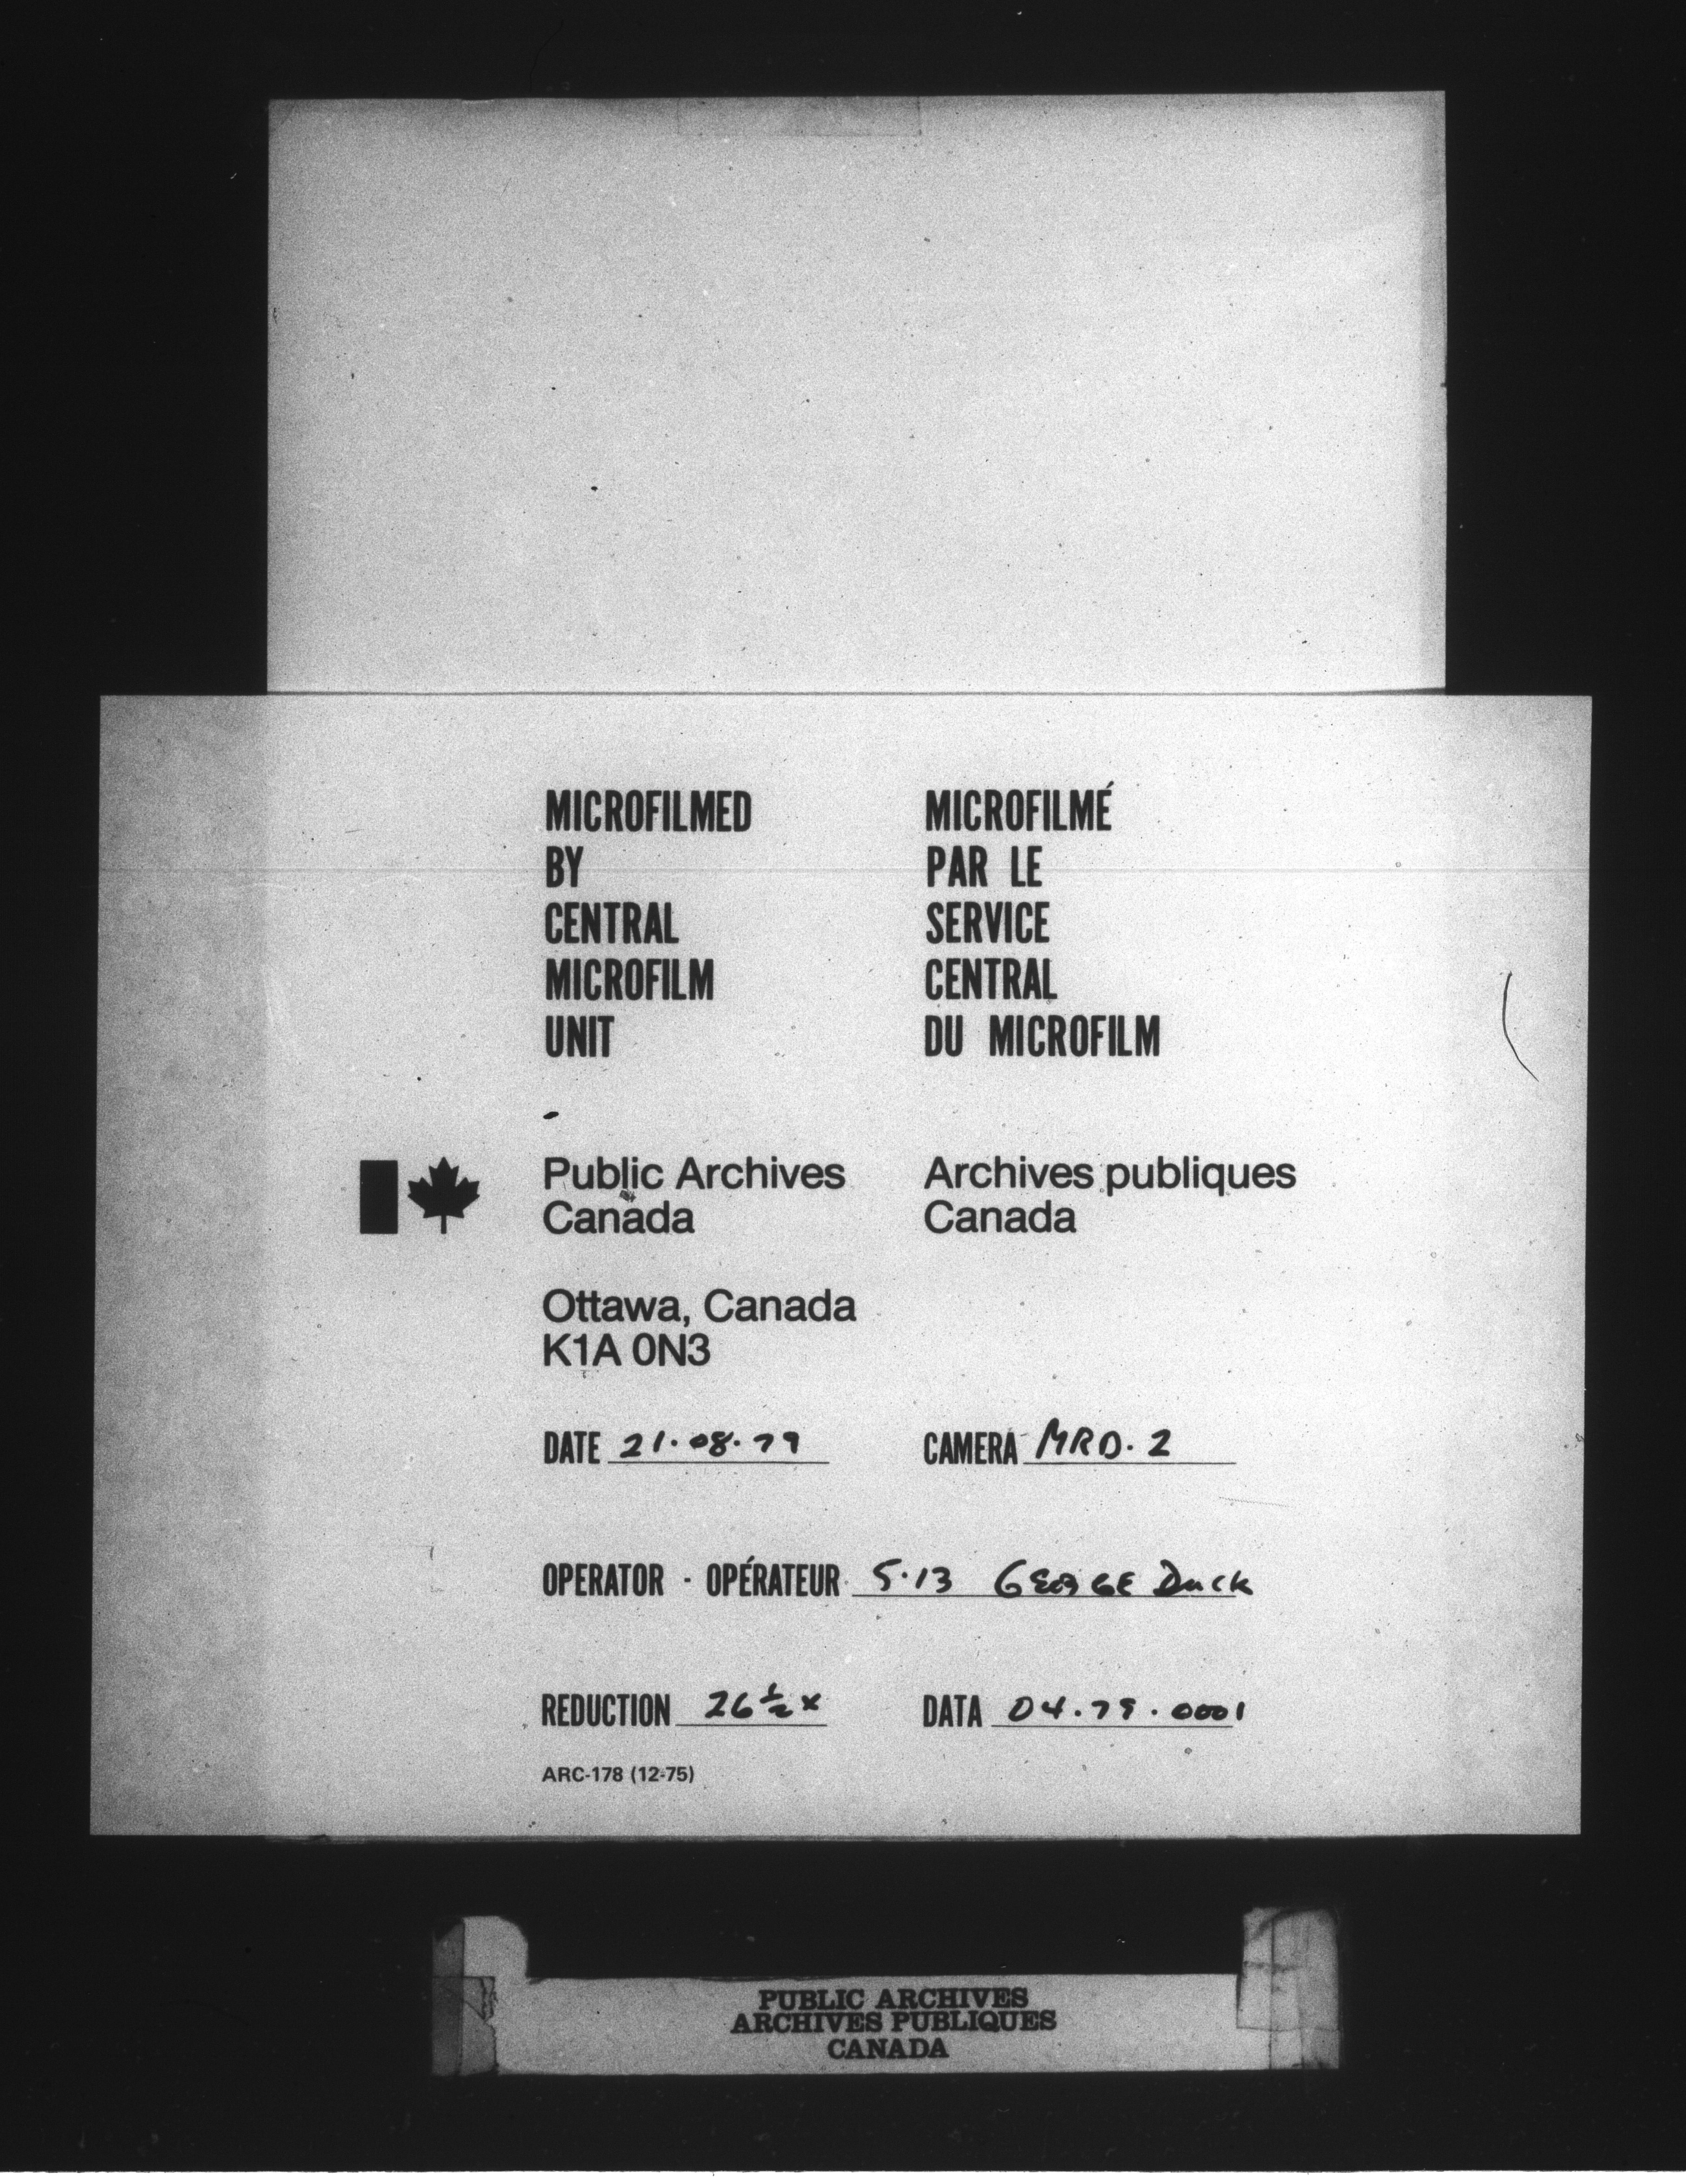 MICROFILMED
BY
CENTRAL
MICROFILM
UNIT
MICROFILMÉ
PAR LE
SERVICE
CENTRAL
DU MICROFILM
Public Archives
Canada
Archives publiques
Canada
Ottawa, Canada
K1A 0N3
DATE 21.08.79
CAMERA MRD.2
OPERATOR - OPÉRATEUR 5.13 GEORGE Duck
REDUCTION 26½x
DATA 04.79.0001
ARC-178 (12-75)
PUBLIC ARCHIVES
ARCHIVES PUBLIQUES
CANADA